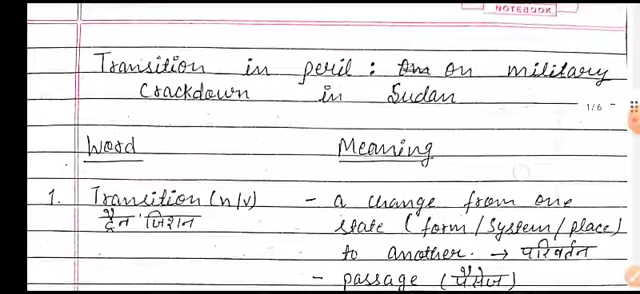 NOTEBOOK
Transition in peril: on military
Crackdown in Sudan
1/6
Word Meaning
1. Transition (n/v) - a change from one
ट्रैन'जिशन state (form/system/place)
to another. → परिवर्तन
- passage (पैसेज)